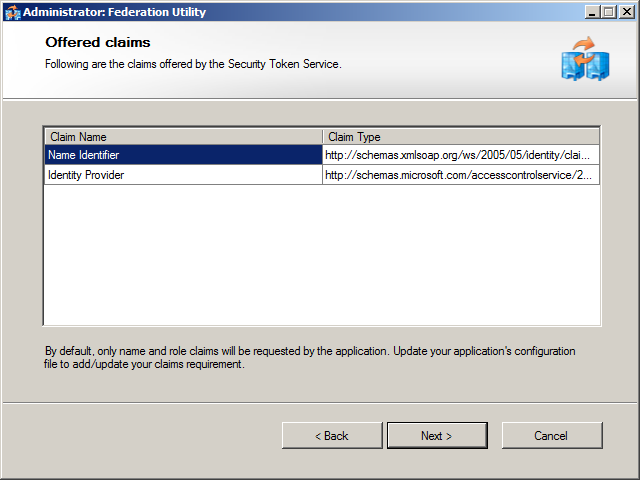 Administrator: Federation Utility
Offered claims
Following are the claims offered by the Security Token Service.
Claim Name Claim Type
Name Identifier http://schemas.xmlsoap.org/ws/2005/05/identity/clai...
Identity Provider http://schemas.microsoft.com/accesscontrolservice/2...
By default, only name and role claims will be requested by the application. Update your application's configuration
file to add/update your claims requirement.
< Back Next > Cancel